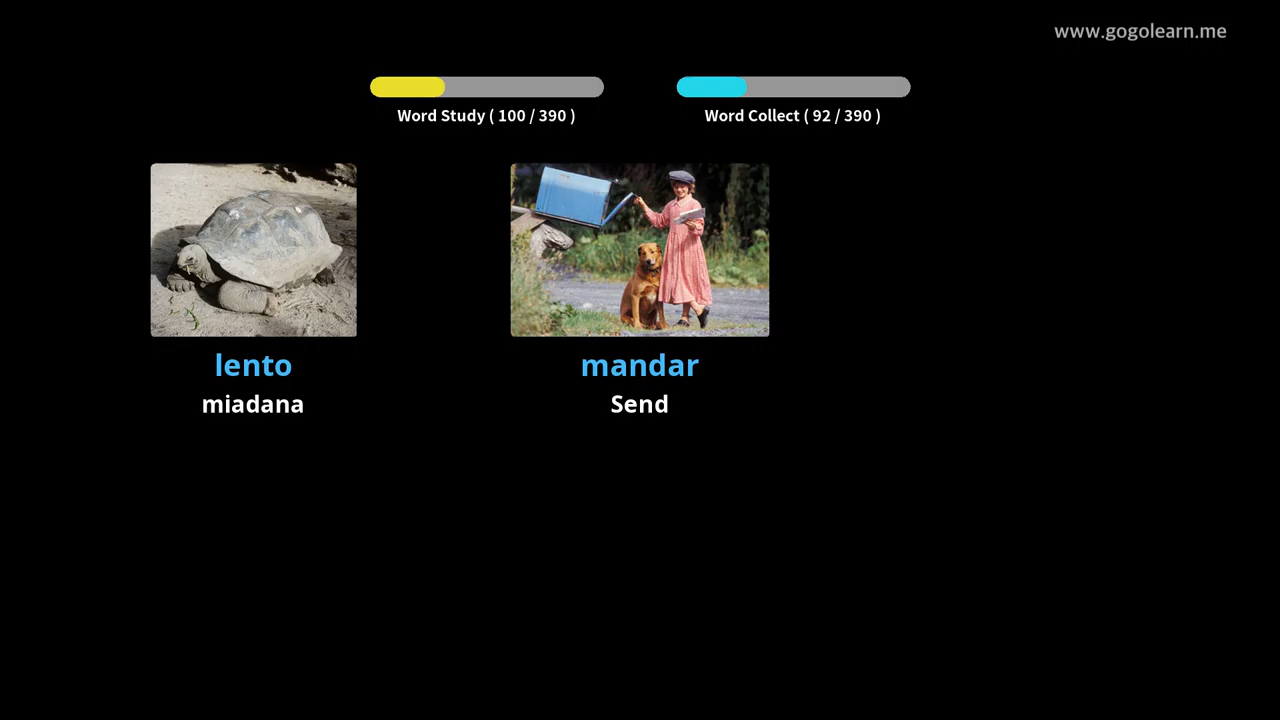 www.gogolearn.me
Word Study ( 100 / 390 )
Word Collect ( 92 / 390 )
lento
miadana
mandar
Send